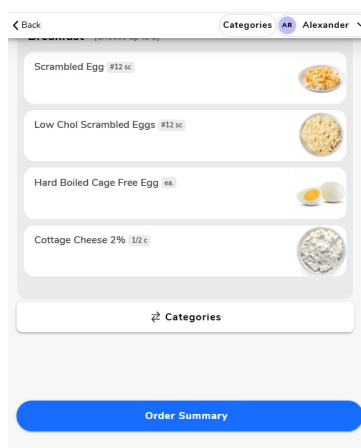 Back Categories AR Alexander
Scrambled Egg #12 sc
Low Chol Scrambled Eggs #12 sc
Hard Boiled Cage Free Egg ea.
Cottage Cheese 2% 1/2 c
Categories
Order Summary